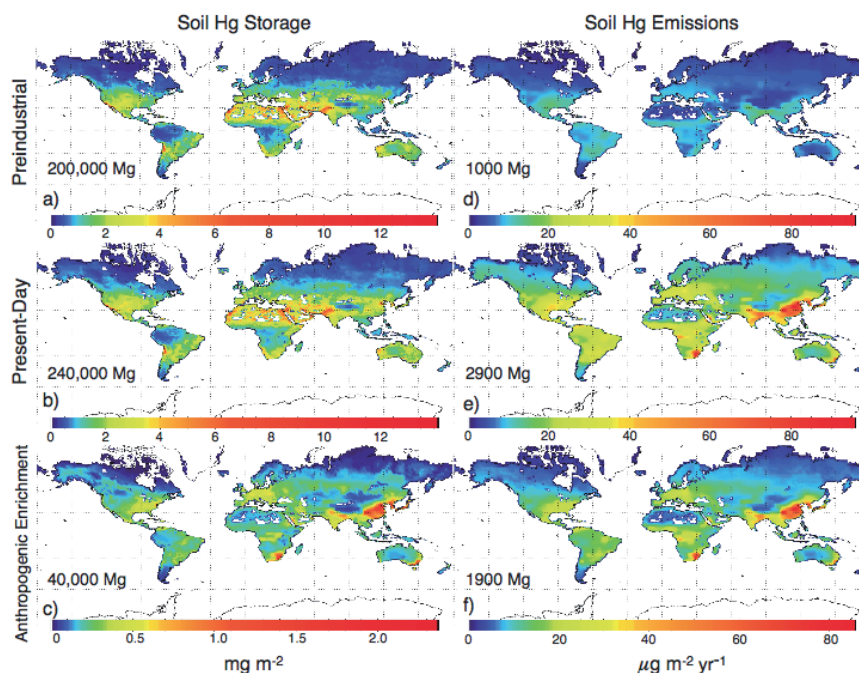 Soil Hg Storage
Soil Hg Emissions
Preindustrial
200,000 Mg
1000 Mg
a)
d)
0 2 4 6 8 10 12
0 20 40 60 80
Present-Day
240,000 Mg
2900 Mg
b)
e)
0 2 4 6 8 10 12
0 20 40 60 80
Anthropogenic Enrichment
40,000 Mg
1900 Mg
c)
f)
0 0.5 1.0 1.5 2.0
0 20 40 60 80
mg m-2
μg m-2 yr-1